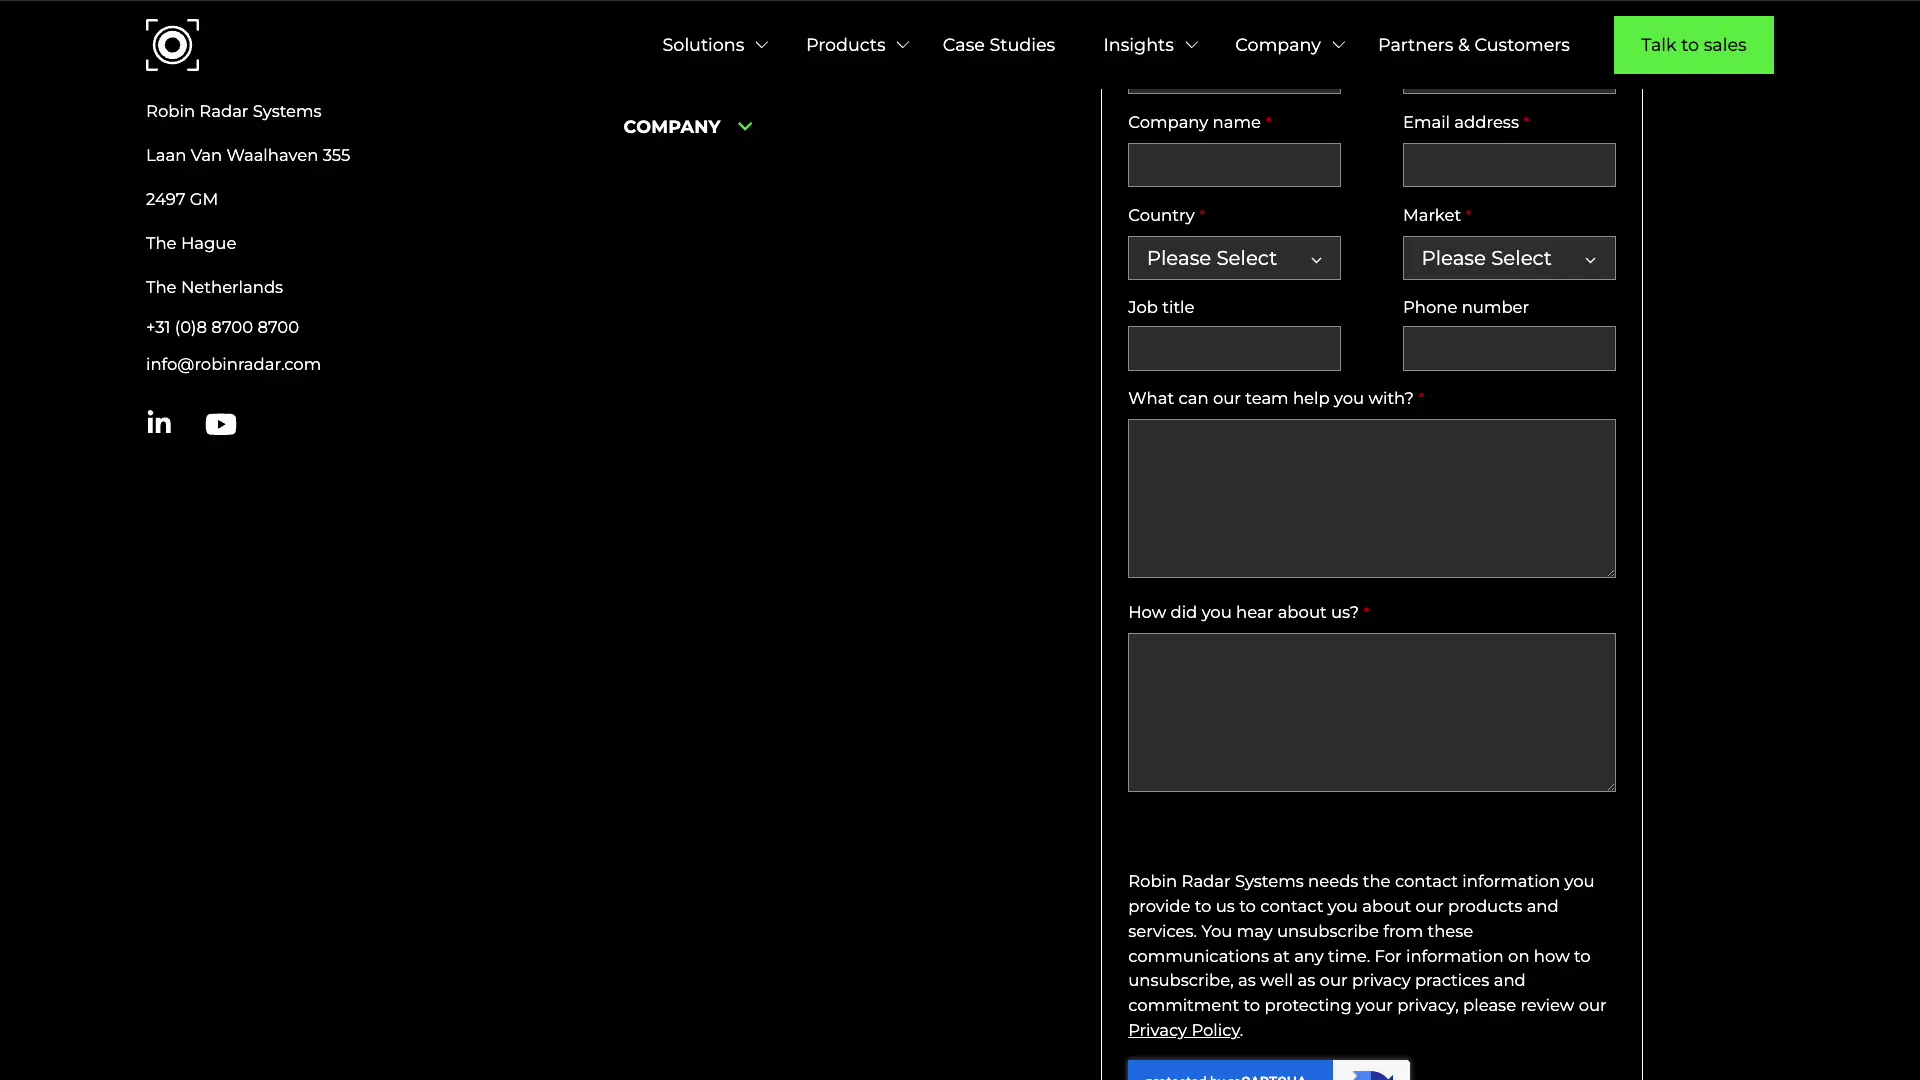 Solutions
Products
Case Studies
Insights
Company
Partners & Customers
Talk to sales
Robin Radar Systems
Laan Van Waalhaven 355
2497 GM
The Hague
The Netherlands
+31 (0)8 8700 8700
info@robinradar.com
in
COMPANY
Company name *
Email address *
Country *
Market *
Please Select
Please Select
Job title
Phone number
What can our team help you with? *
How did you hear about us? *
Robin Radar Systems needs the contact information you
provide to us to contact you about our products and
services. You may unsubscribe from these
communications at any time. For information on how to
unsubscribe, as well as our privacy practices and
commitment to protecting your privacy, please review our
Privacy Policy.
protected by reCAPTCHA